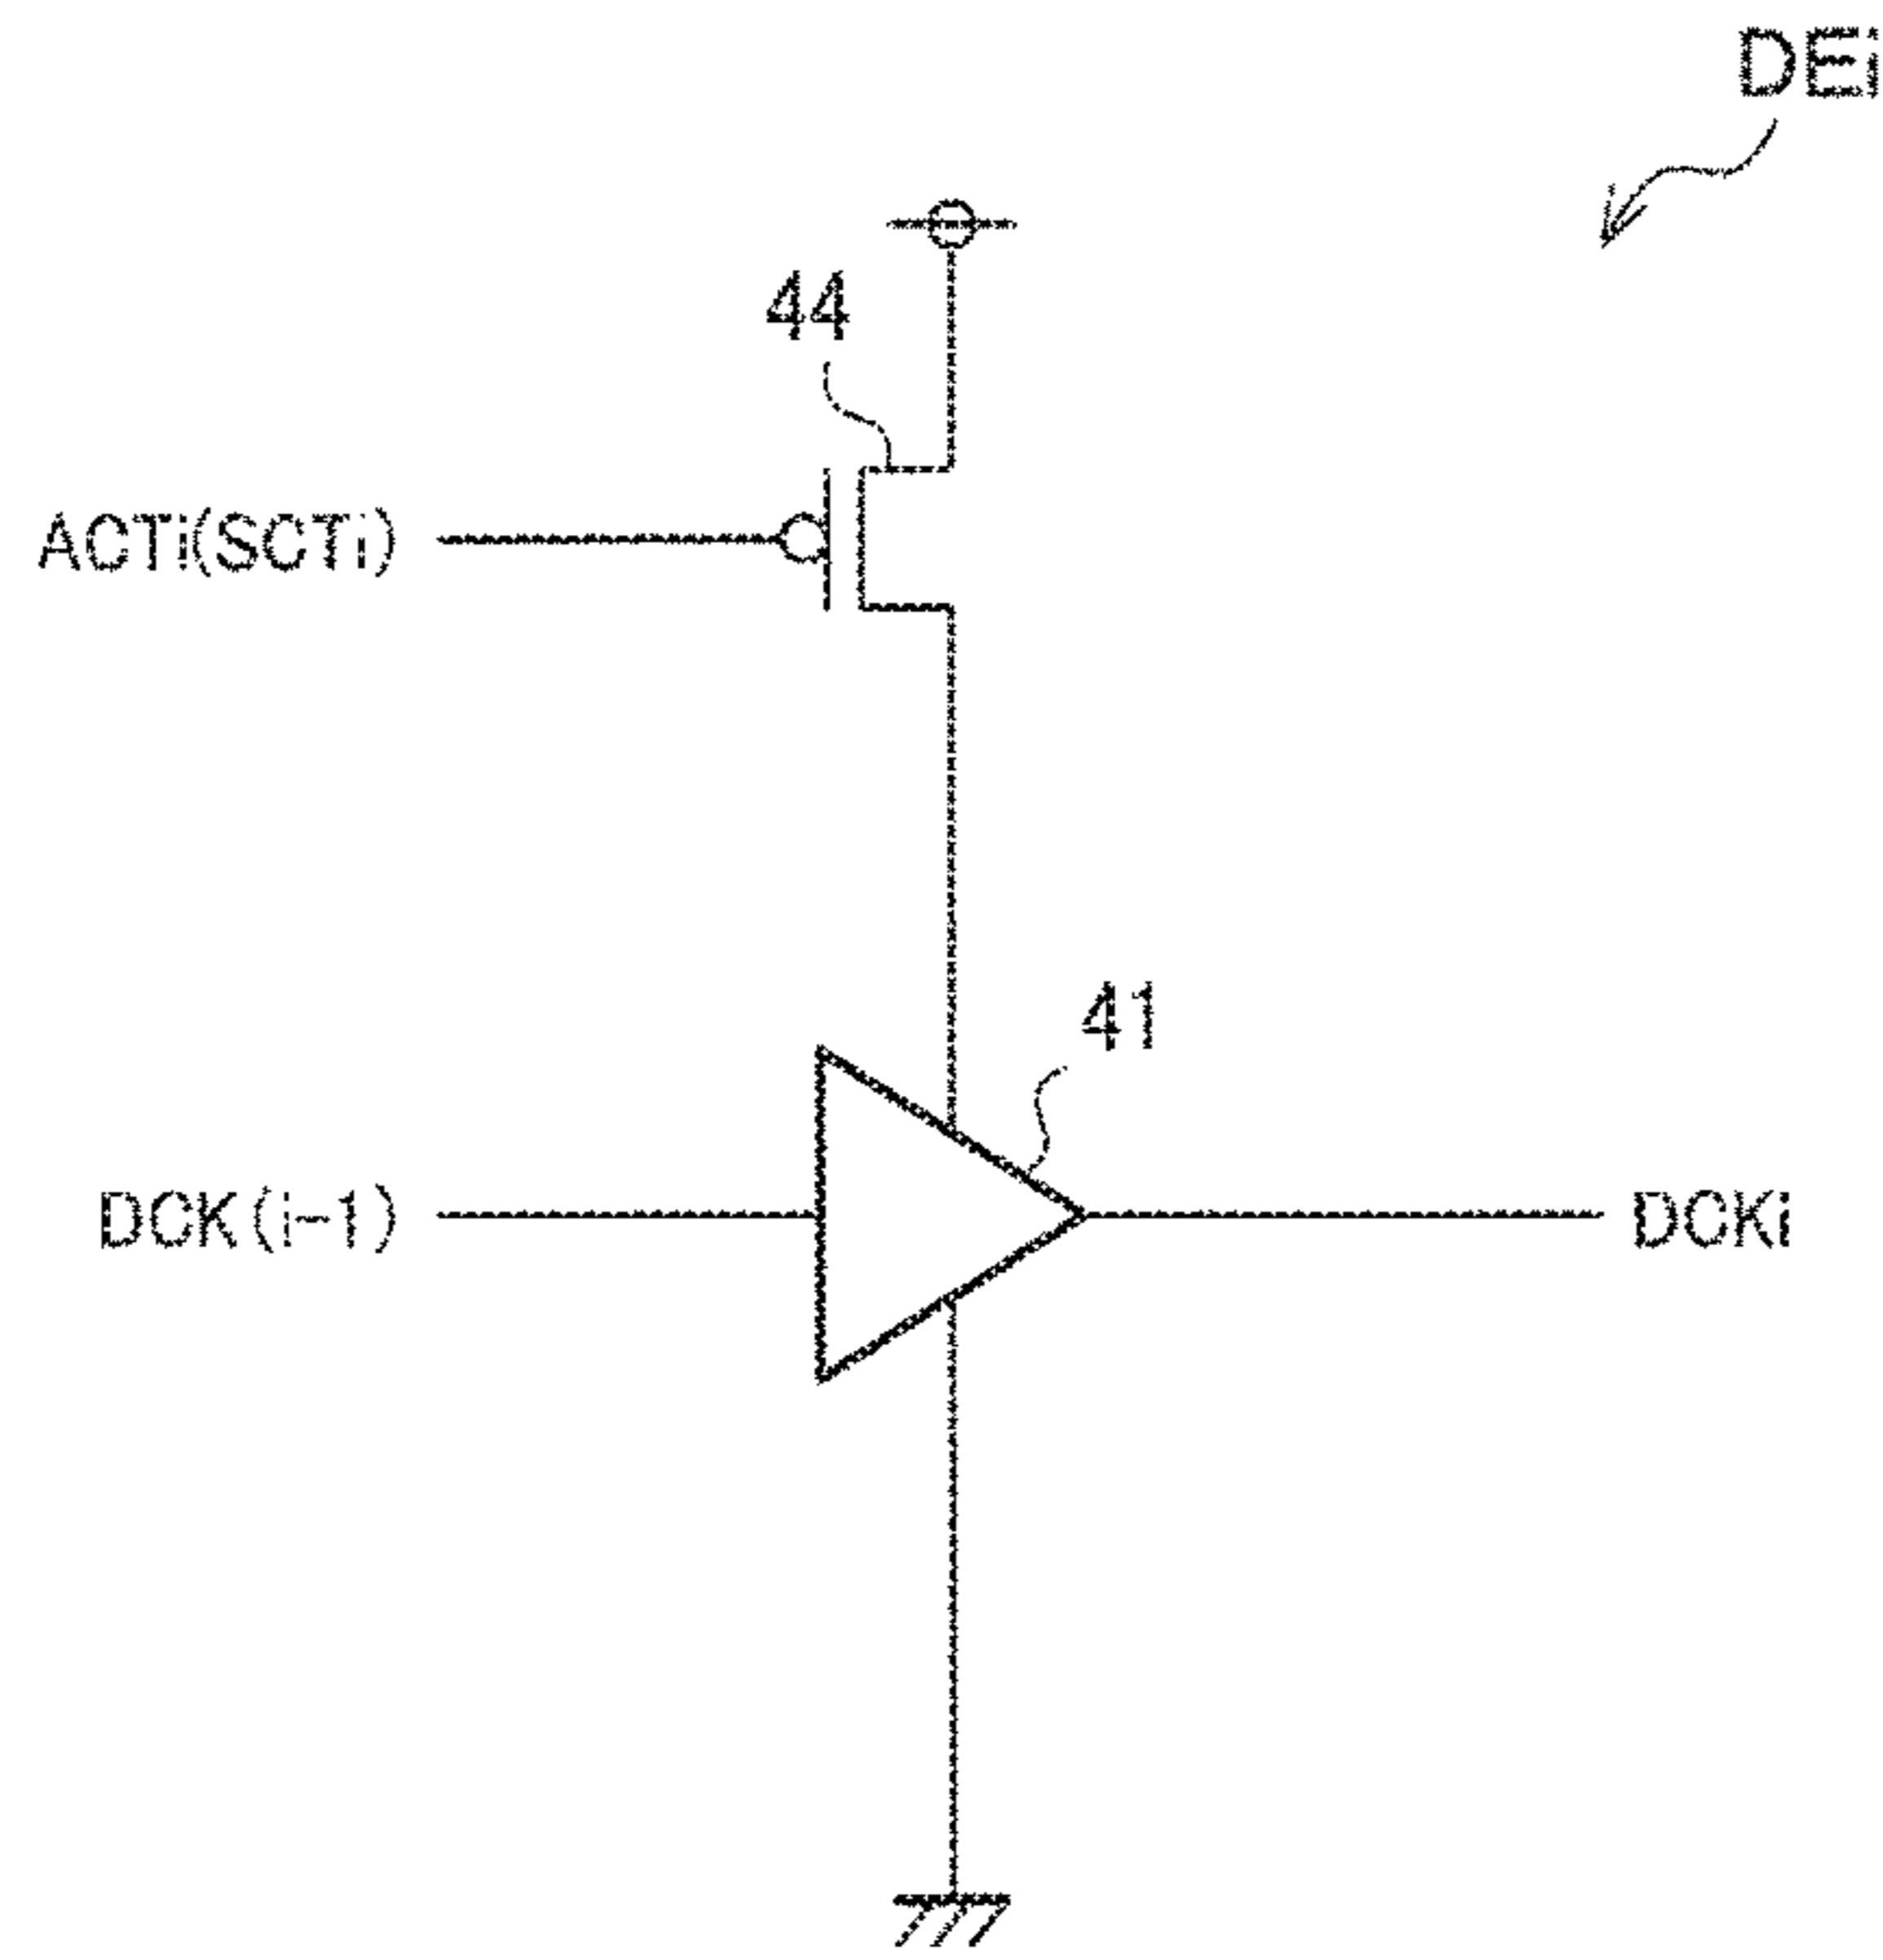 DEi
44
ACTi(SCTi)
41
DCK(i-1)
DCKi